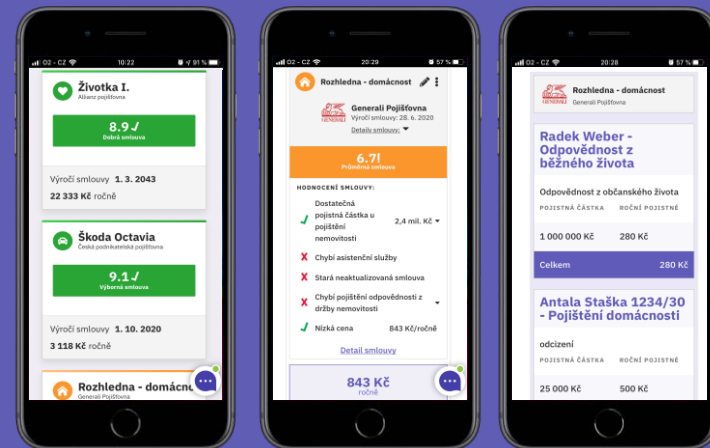 O2 - CZ 10:22 91 %
Životka I.
Allianz pojišťovna
8.9
Dobrá smlouva
Výročí smlouvy 1. 3. 2043
22 333 Kč ročně
Škoda Octavia
Česká podnikatelská pojišťovna
9.1
Výborná smlouva
Výročí smlouvy 1. 10. 2020
3 118 Kč ročně
Rozhledna - domácno
Generali Pojišťovna
O2 - CZ 20:29 57 %
Rozhledna - domácnost
GENERALI
Generali Pojišťovna
Výročí smlouvy: 28. 6. 2020
Detaily smlouvy:
6.7!
Průměrná smlouva
HODNOCENÍ SMLOUVY:
Dostatečná
pojistná částka u
pojištění
nemovitosti
2,4 mil. Kč
Chybí asistenční služby
Stará neaktualizovaná smlouva
Chybí pojištění odpovědnosti z
držby nemovitosti
Nízká cena 843 Kč/ročně
Detail smlouvy
843 Kč
ročně
O2 - CZ 20:28 57 %
GENERALI
Rozhledna - domácnost
Generali Pojišťovna
Radek Weber -
Odpovědnost z
běžného života
Odpovědnost z občanského života
POJISTNÁ ČÁSTKA ROČNÍ POJISTNÉ
1 000 000 Kč 280 Kč
Celkem 280 Kč
Antala Staška 1234/30
- Pojištění domácnosti
odcizení
POJISTNÁ ČÁSTKA ROČNÍ POJISTNÉ
25 000 Kč 500 Kč